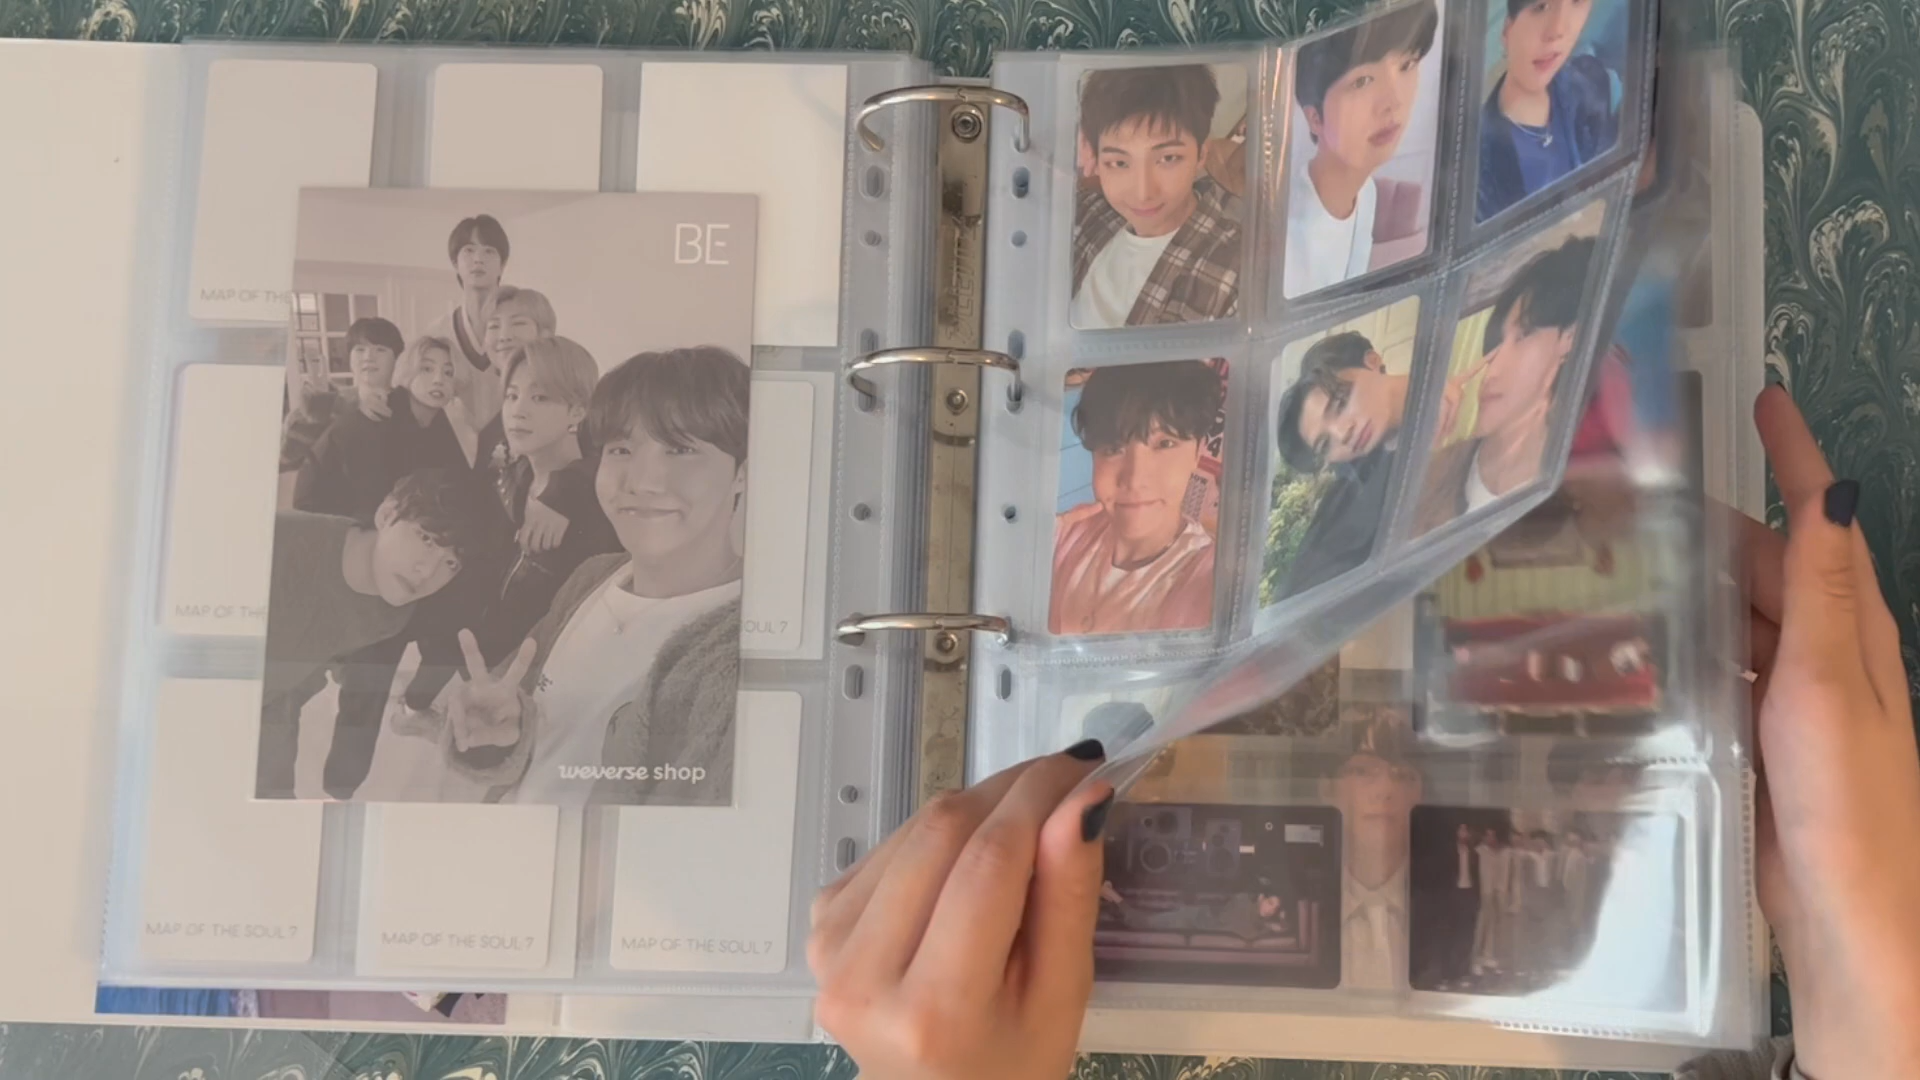 MAP OF THE
BE
MAP OF THE
SOUL 7
weverse shop
MAP OF THE SOUL 7
MAP OF THE SOUL 7
MAP OF THE SOUL 7